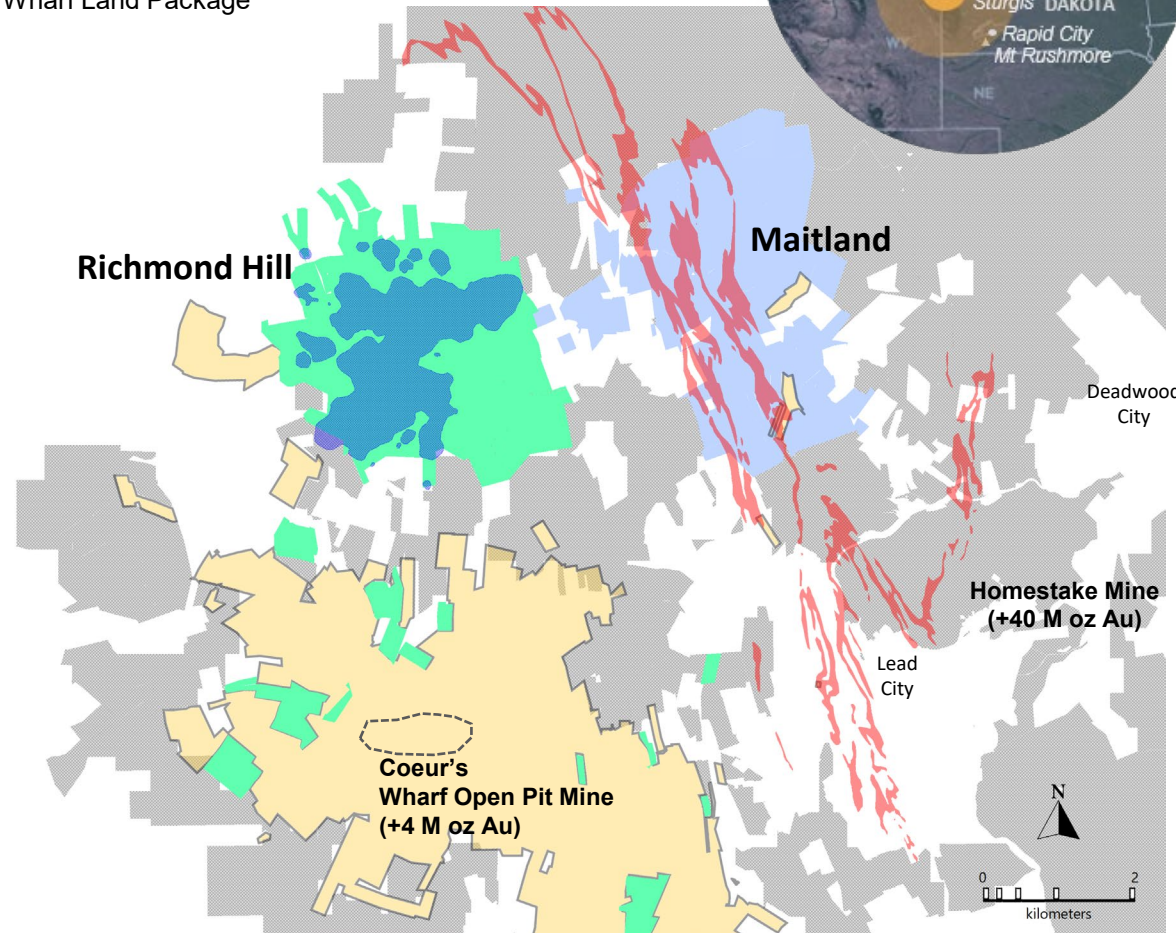 Wharf Land Package
Sturgis DAKOTA
Rapid City
WY
Mt Rushmore
NE
Maitland
Richmond Hill
Deadwood
City
Homestake Mine
(+40 M oz Au)
Lead
City
Coeur's
Wharf Open Pit Mine
(+4 M oz Au)
N
0 2
kilometers